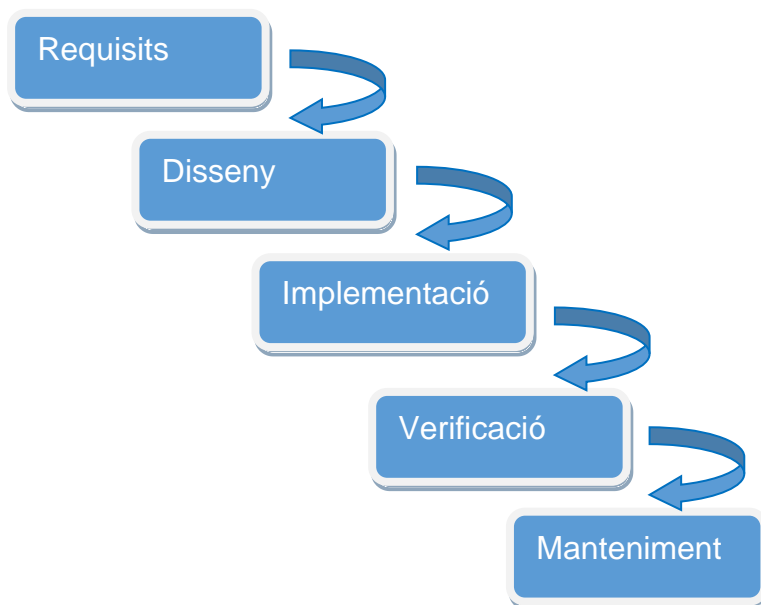 Requisits
Disseny
Implementació
Verificació
Manteniment